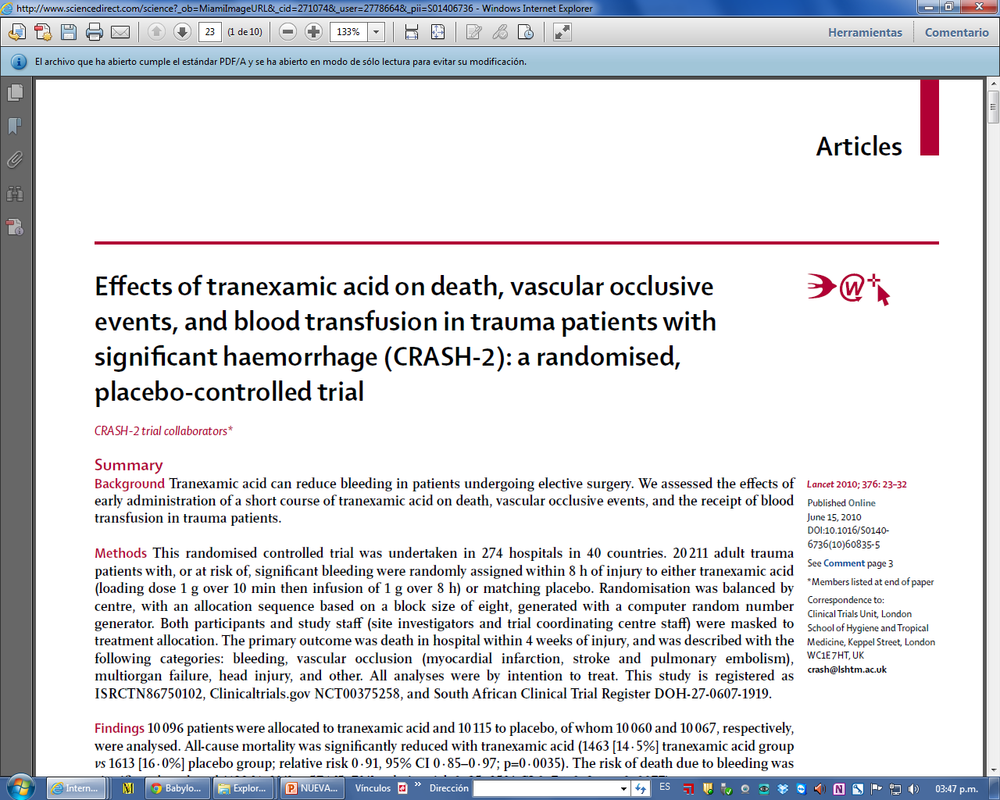 http://www.sciencedirect.com/science?_ob=MiamiImageURL&_cid=271074&_user=2778664&_pii=S01406736 - Windows Internet Explorer
23 (1 de 10) 133% Herramientas Comentario
El archivo que ha abierto cumple el estándar PDF/A y se ha abierto en modo de sólo lectura para evitar su modificación.
Articles
Effects of tranexamic acid on death, vascular occlusive
events, and blood transfusion in trauma patients with
significant haemorrhage (CRASH-2): a randomised,
placebo-controlled trial
CRASH-2 trial collaborators*
Summary
Background Tranexamic acid can reduce bleeding in patients undergoing elective surgery. We assessed the effects of
early administration of a short course of tranexamic acid on death, vascular occlusive events, and the receipt of blood
transfusion in trauma patients.
Methods This randomised controlled trial was undertaken in 274 hospitals in 40 countries. 20 211 adult trauma
patients with, or at risk of, significant bleeding were randomly assigned within 8 h of injury to either tranexamic acid
(loading dose 1 g over 10 min then infusion of 1 g over 8 h) or matching placebo. Randomisation was balanced by
centre, with an allocation sequence based on a block size of eight, generated with a computer random number
generator. Both participants and study staff (site investigators and trial coordinating centre staff) were masked to
treatment allocation. The primary outcome was death in hospital within 4 weeks of injury, and was described with the
following categories: bleeding, vascular occlusion (myocardial infarction, stroke and pulmonary embolism),
multiorgan failure, head injury, and other. All analyses were by intention to treat. This study is registered as
ISRCTN86750102, Clinicaltrials.gov NCT00375258, and South African Clinical Trial Register DOH-27-0607-1919.
Findings 10 096 patients were allocated to tranexamic acid and 10 115 to placebo, of whom 10 060 and 10 067, respectively,
were analysed. All-cause mortality was significantly reduced with tranexamic acid (1463 [14·5%] tranexamic acid group
vs 1613 [16·0%] placebo group; relative risk 0·91, 95% CI 0·85–0·97; p=0·0035). The risk of death due to bleeding was
Lancet 2010; 376: 23–32
Published Online
June 15, 2010
DOI:10.1016/S0140-
6736(10)60835-5
See Comment page 3
*Members listed at end of paper
Correspondence to:
Clinical Trials Unit, London
School of Hygiene and Tropical
Medicine, Keppel Street, London
WC1E 7HT, UK
crash@lshtm.ac.uk
Intern... Babylo... Explor... NUEVA... Vínculos » Dirección ES 03:47 p.m.